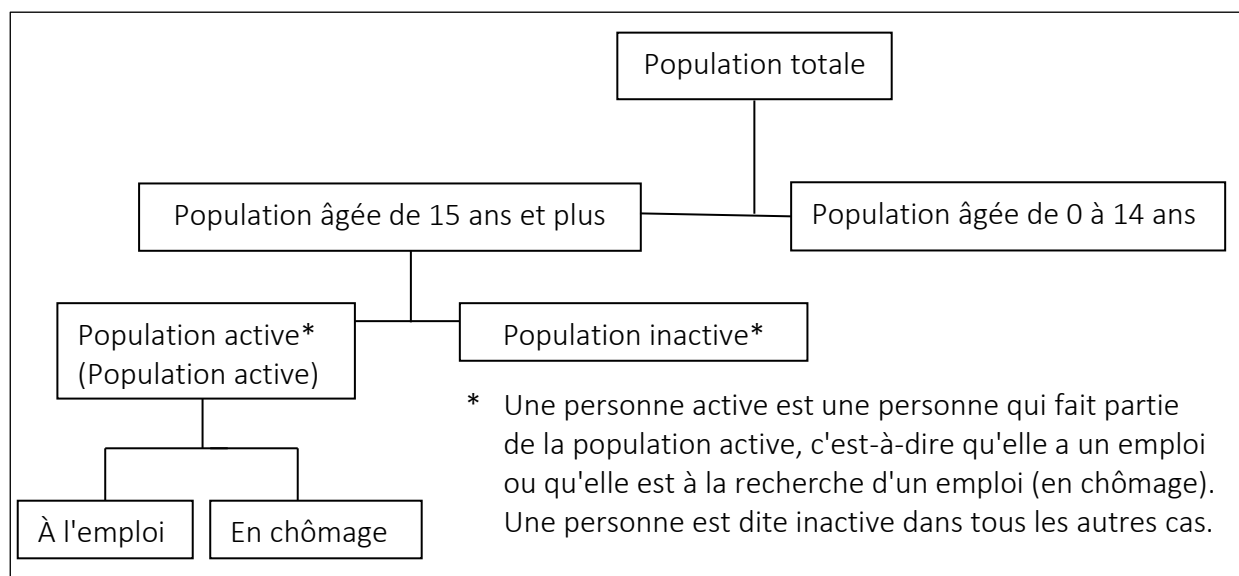 Population totale
Population âgée de 15 ans et plus
Population âgée de 0 à 14 ans
Population active*
(Population active)
Population inactive*
* Une personne active est une personne qui fait partie
de la population active, c'est-à-dire qu'elle a un emploi
ou qu'elle est à la recherche d'un emploi (en chômage).
Une personne est dite inactive dans tous les autres cas.
À l'emploi
En chômage